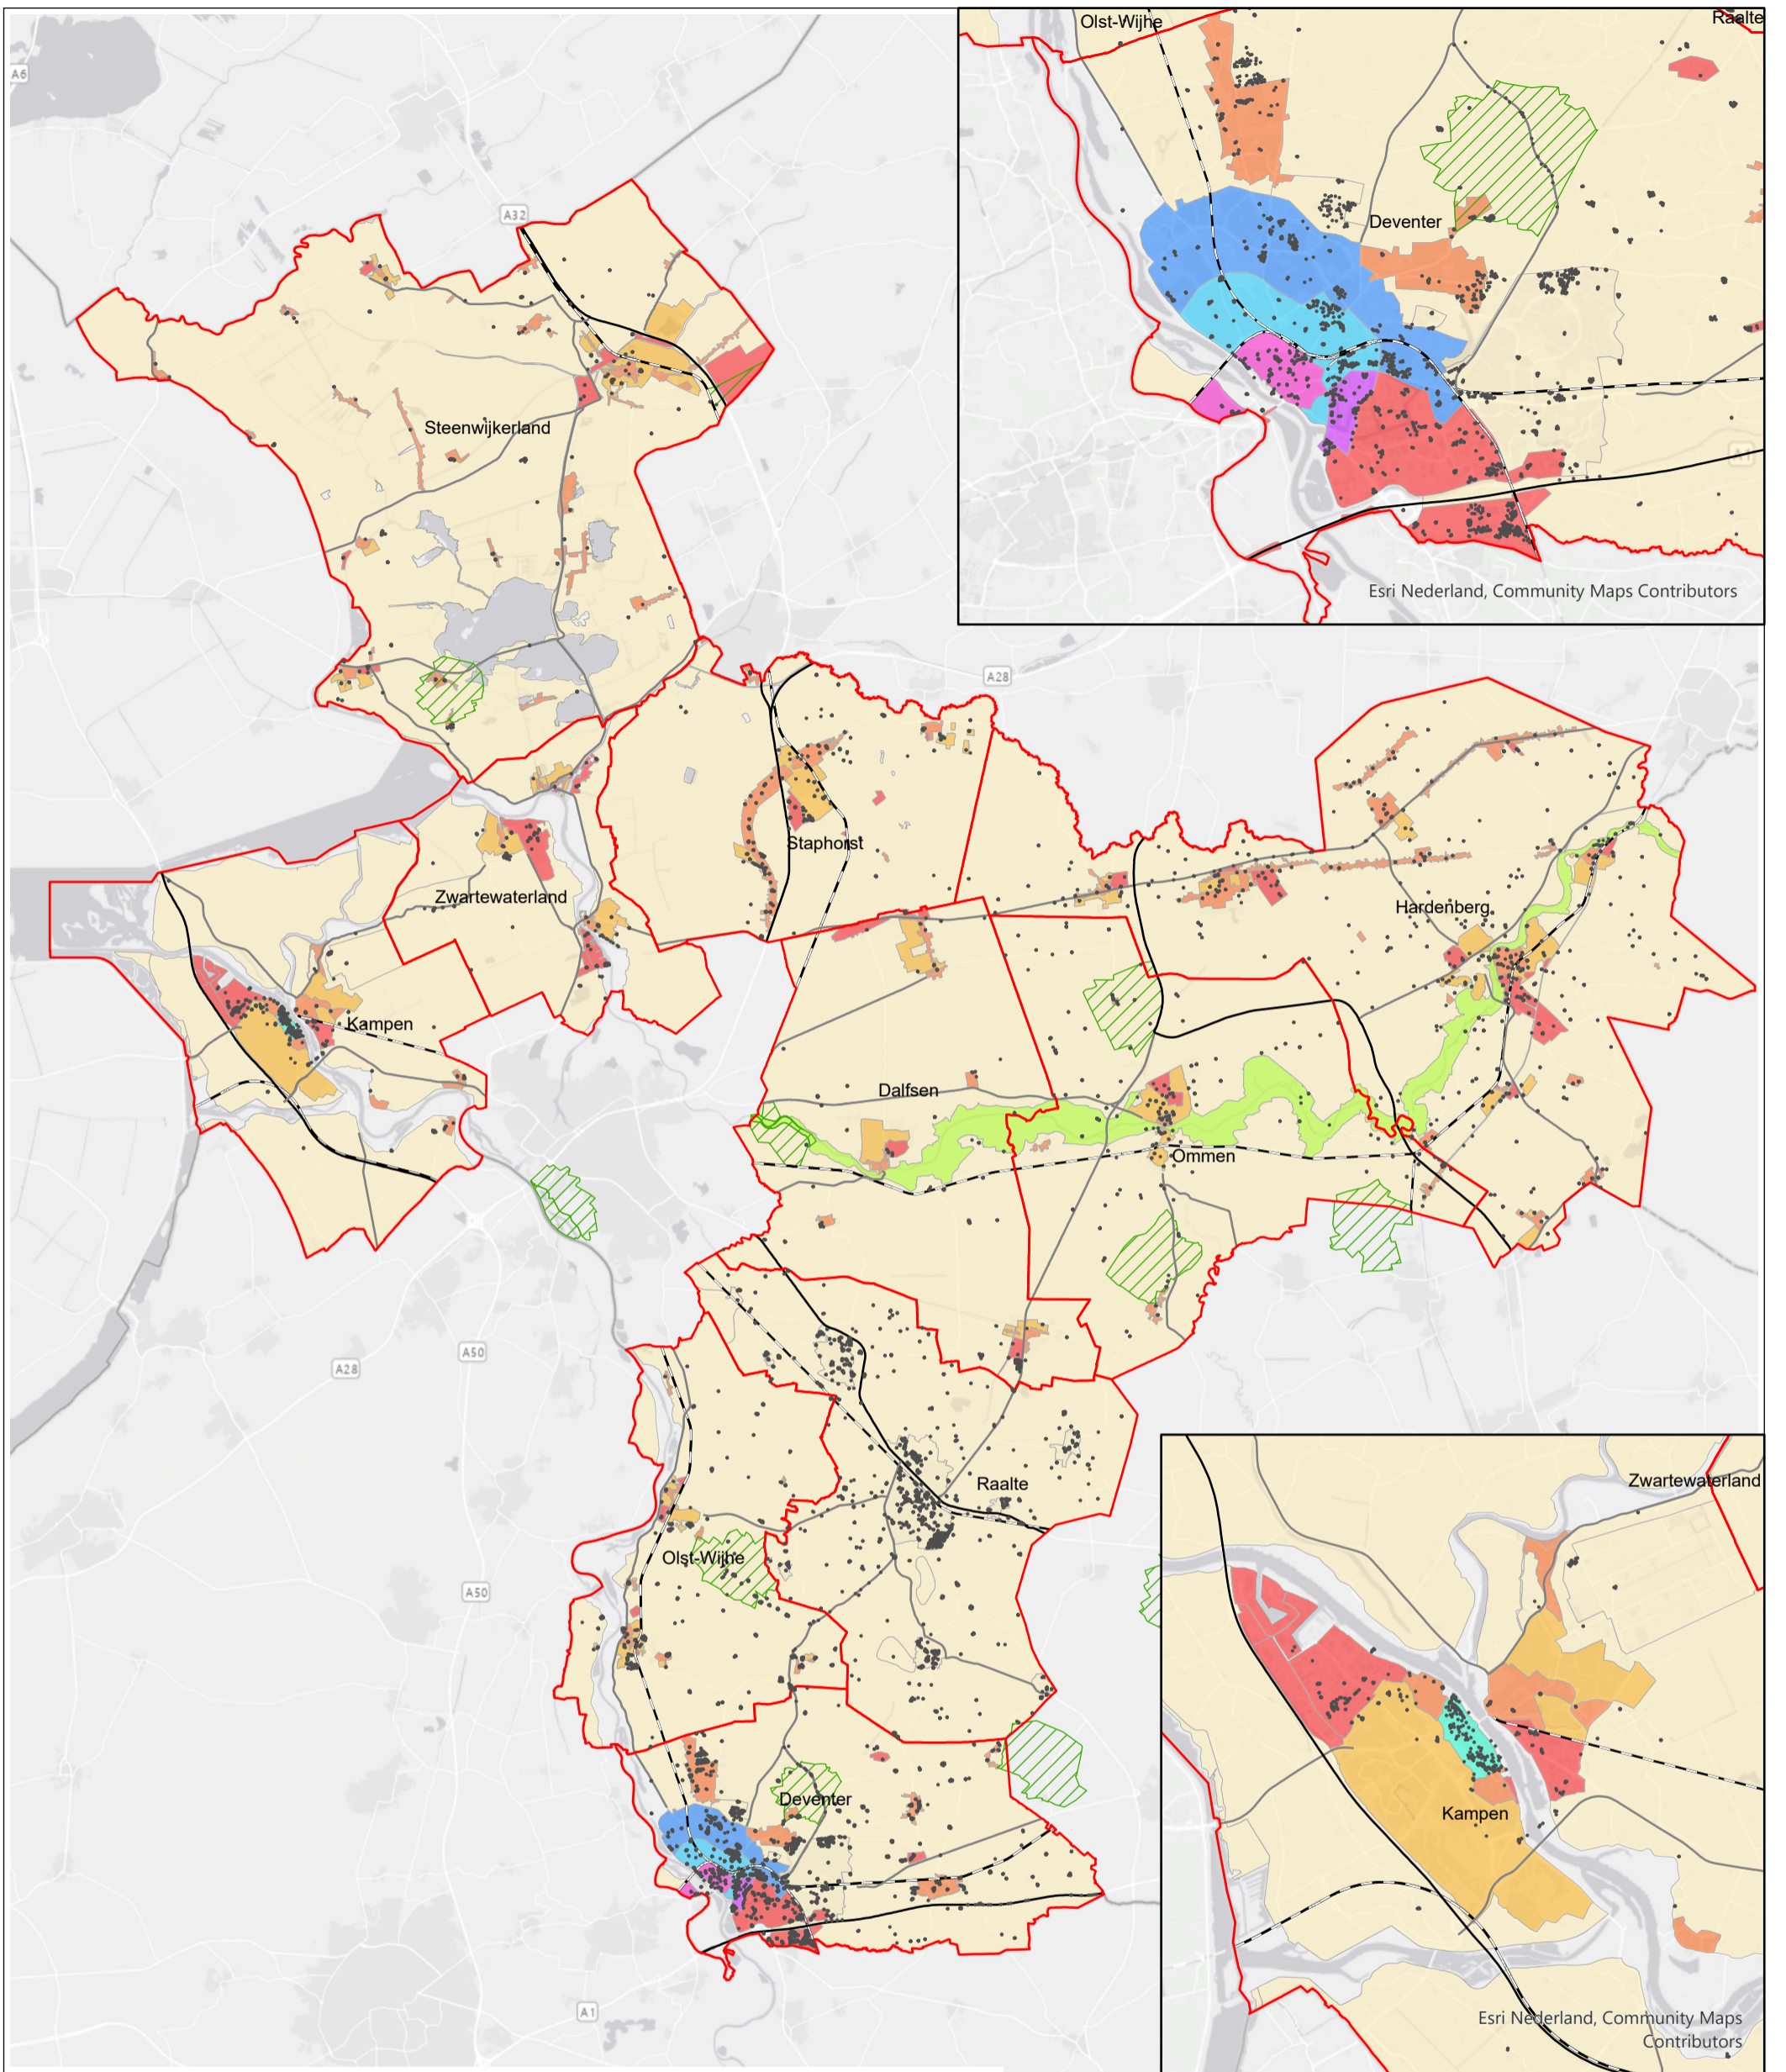 A6
Olst-Wijhe
Raalte
Deventer
A1
Esri Nederland, Community Maps Contributors
A32
Steenwijkerland
A28
Staphorst
Zwartewaterland
Hardenberg
Kampen
Dalfsen
Ommen
A28
A50
Raalte
Olst-Wijhe
A50
Deventer
A1
Zwartewaterland
Kampen
Esri Nederland, Community Maps
Contributors